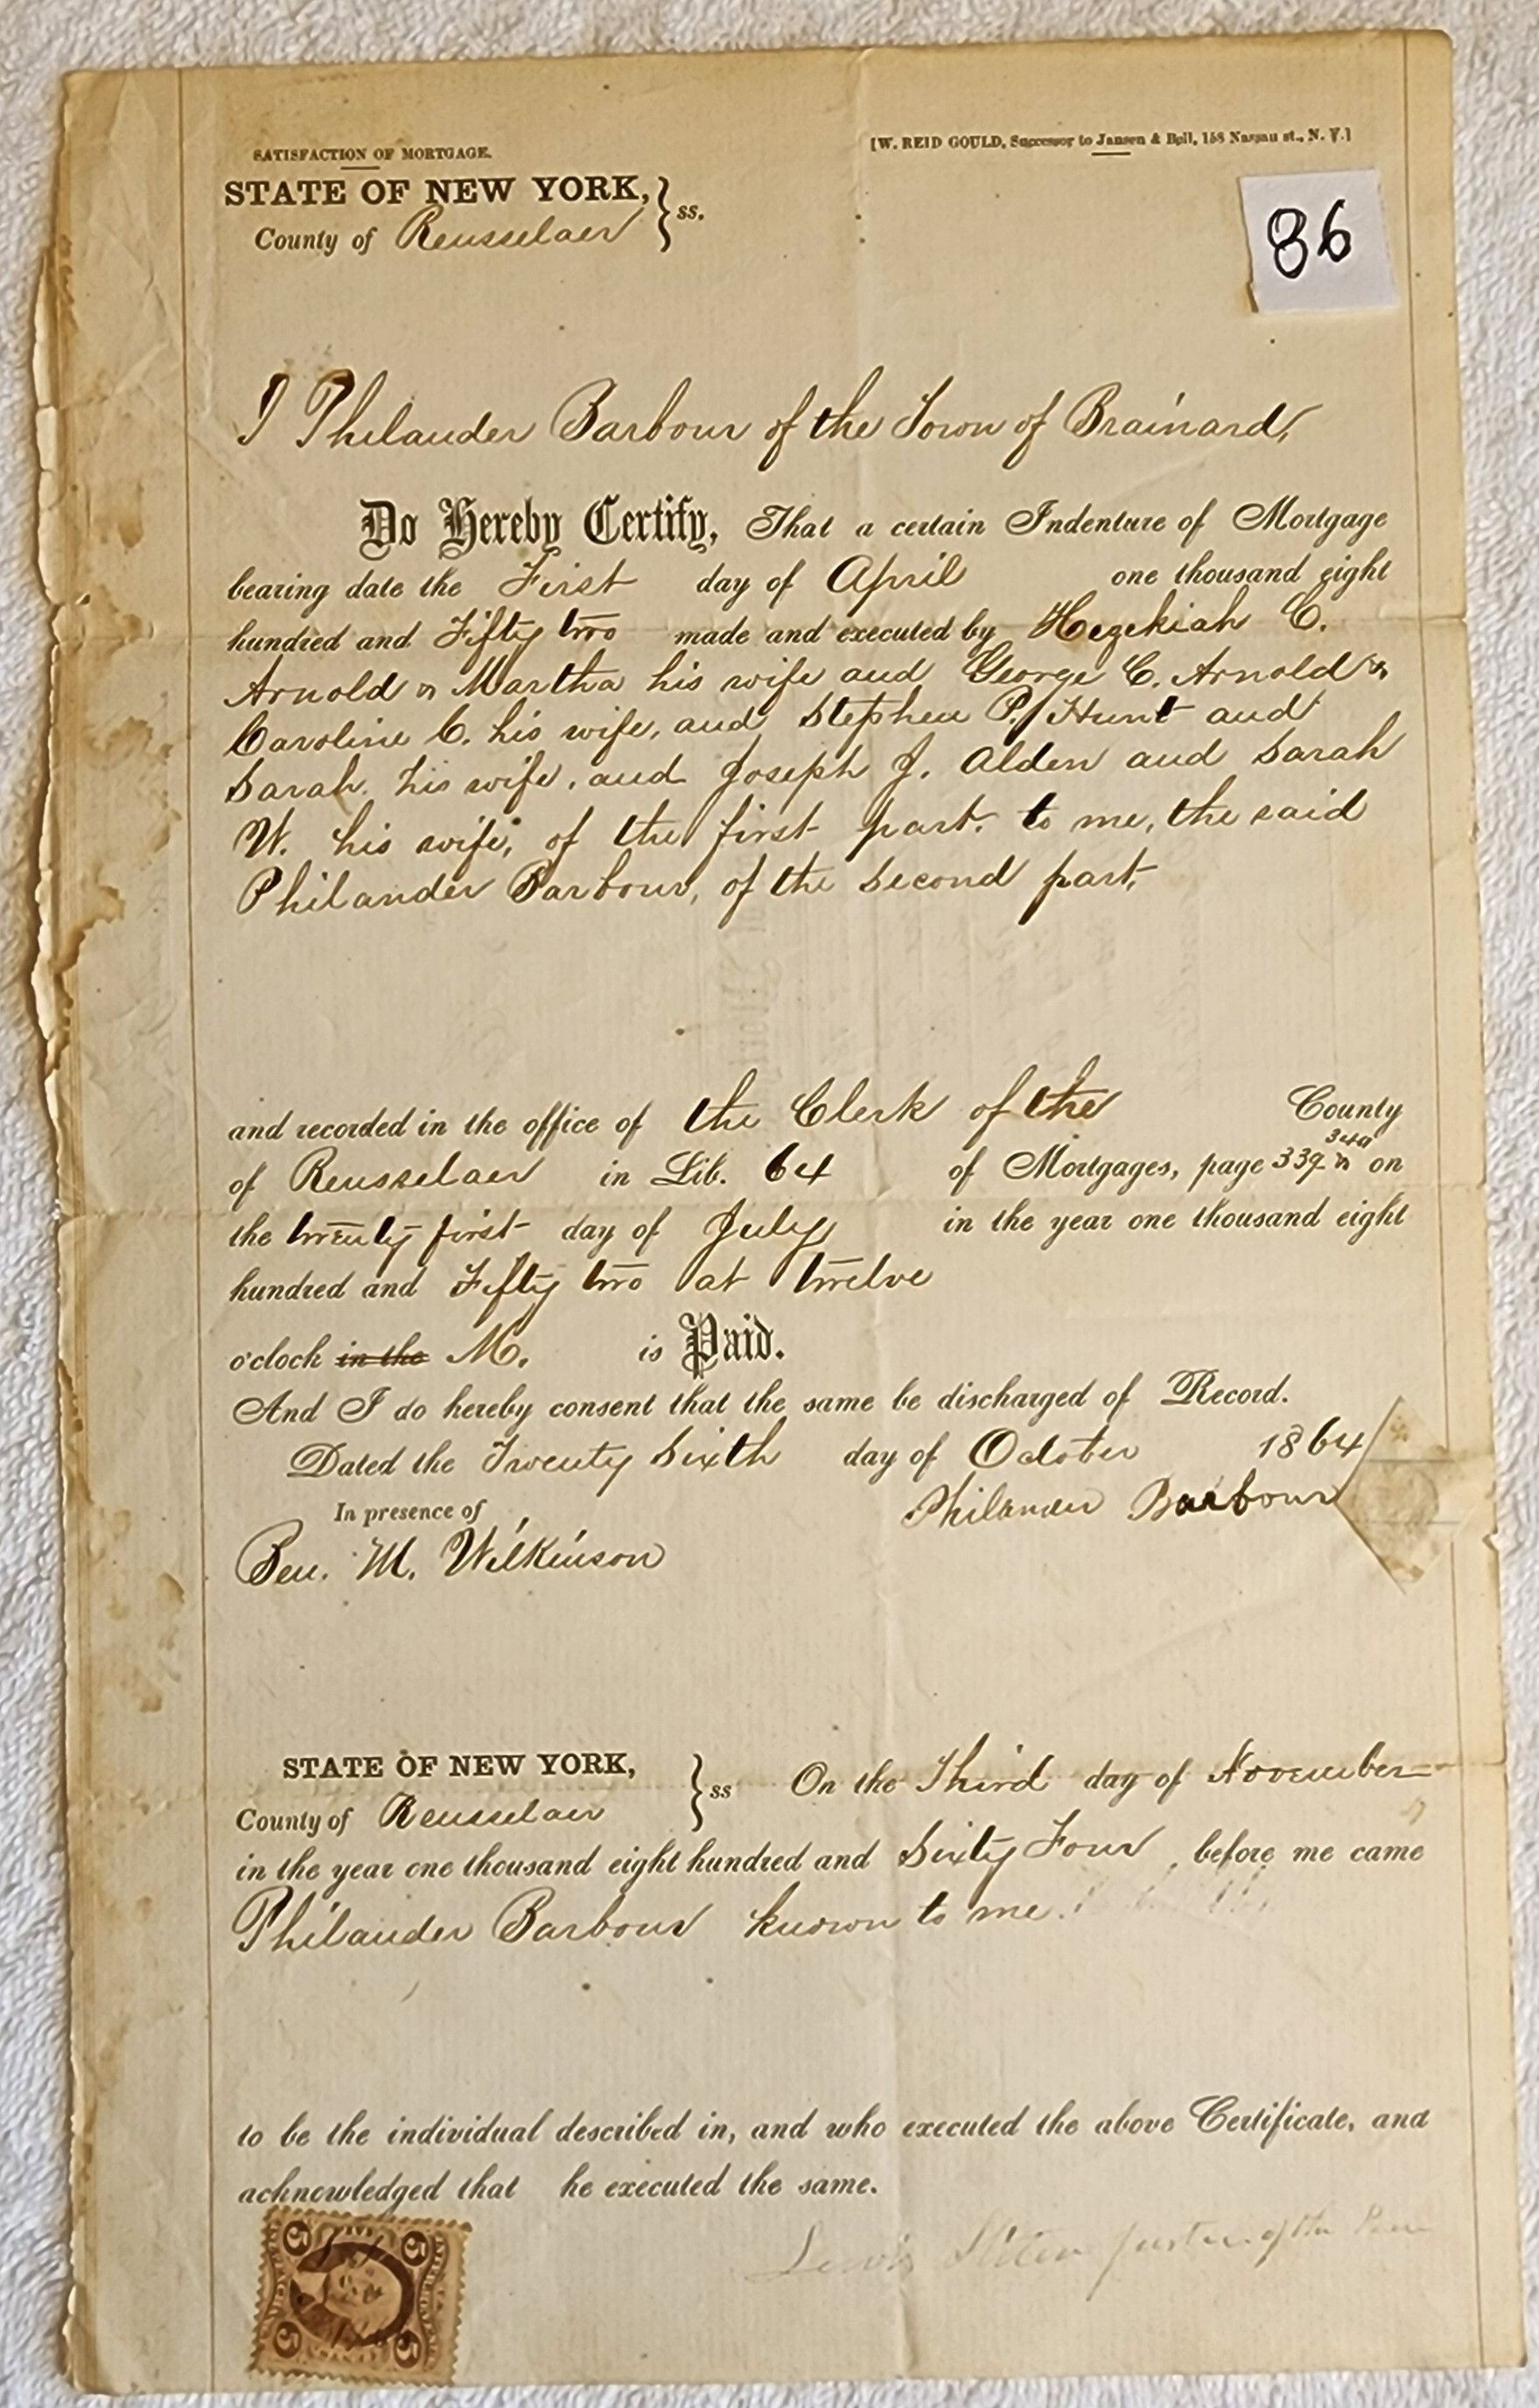 SATISFACTION OF MORTGAGE.
[W. REID GOULD, Successor to Jansen & Bell, 158 Nassau st., N. Y.]
STATE OF NEW YORK,
County of Rensselaer } ss.
86
I Philander Barbour of the Town of Brainard,
Do Hereby Certify, That a certain Indenture of Mortgage
bearing date the First day of April one thousand eight
hundred and Fifty two made and executed by Hezekiah C.
Arnold & Martha his wife and George C. Arnold &
Caroline C. his wife, and Stephen P. Hunt and
Sarah his wife, and Joseph J. Alden and Sarah
W. his wife, of the first part to me, the said
Philander Barbour, of the second part,
and recorded in the office of the Clerk of the County
of Rensselaer in Lib. 64 of Mortgages, page 339 & 340 on
the twenty first day of July in the year one thousand eight
hundred and Fifty two at twelve
o'clock in the M. is Paid.
And I do hereby consent that the same be discharged of Record.
Dated the Twenty Sixth day of October 1864
In presence of
Philander Barbour
Ben. M. Wilkinson
STATE OF NEW YORK,
County of Rensselaer } ss On the Third day of November
in the year one thousand eight hundred and Sixty Four, before me came
Philander Barbour known to me
to be the individual described in, and who executed the above Certificate, and
acknowledged that he executed the same.
Lewis Justice of the Peace
5 5
5 5